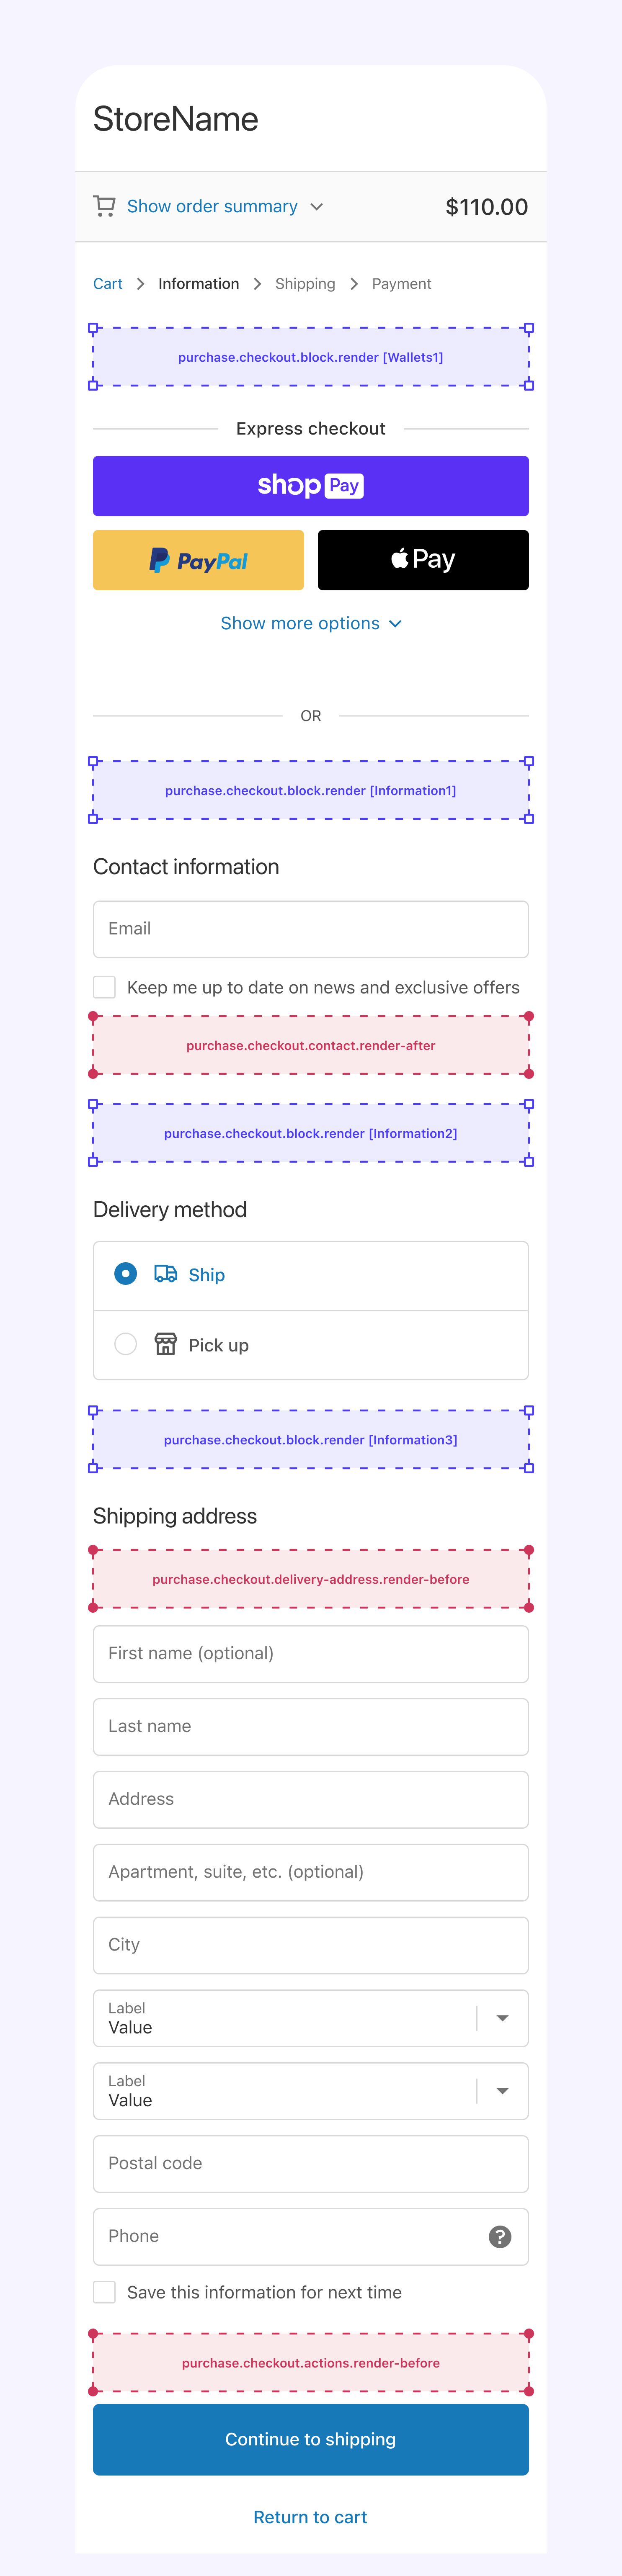 StoreName
Show order summary
$110.00
Cart
Information
Shipping
Payment
purchase.checkout.block.render [Wallets1]
Express checkout
shop Pay
PayPal
Pay
Show more options
OR
purchase.checkout.block.render [Information1]
Contact information
Email
Keep me up to date on news and exclusive offers
purchase.checkout.contact.render-after
purchase.checkout.block.render [Information2]
Delivery method
Ship
Pick up
purchase.checkout.block.render [Information3]
Shipping address
purchase.checkout.delivery-address.render-before
First name (optional)
Last name
Address
Apartment, suite, etc. (optional)
City
Label
Value
Label
Value
Postal code
Phone
?
Save this information for next time
purchase.checkout.actions.render-before
Continue to shipping
Return to cart